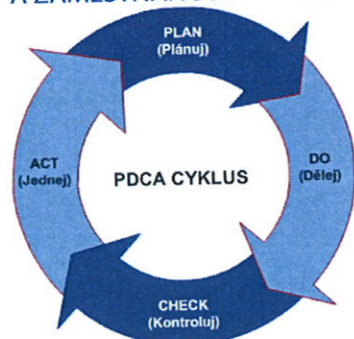 PLAN
(Plánuj)
DO
(Dělej)
CHECK
(Kontroluj)
ACT
(Jednej)
PDCA CYKLUS